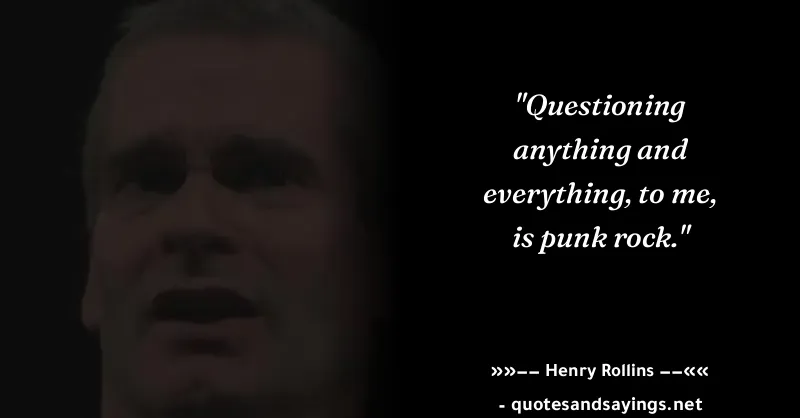 "Questioning
anything and
everything, to me,
is punk rock."
»»–– Henry Rollins ––««
- quotesandsayings.net